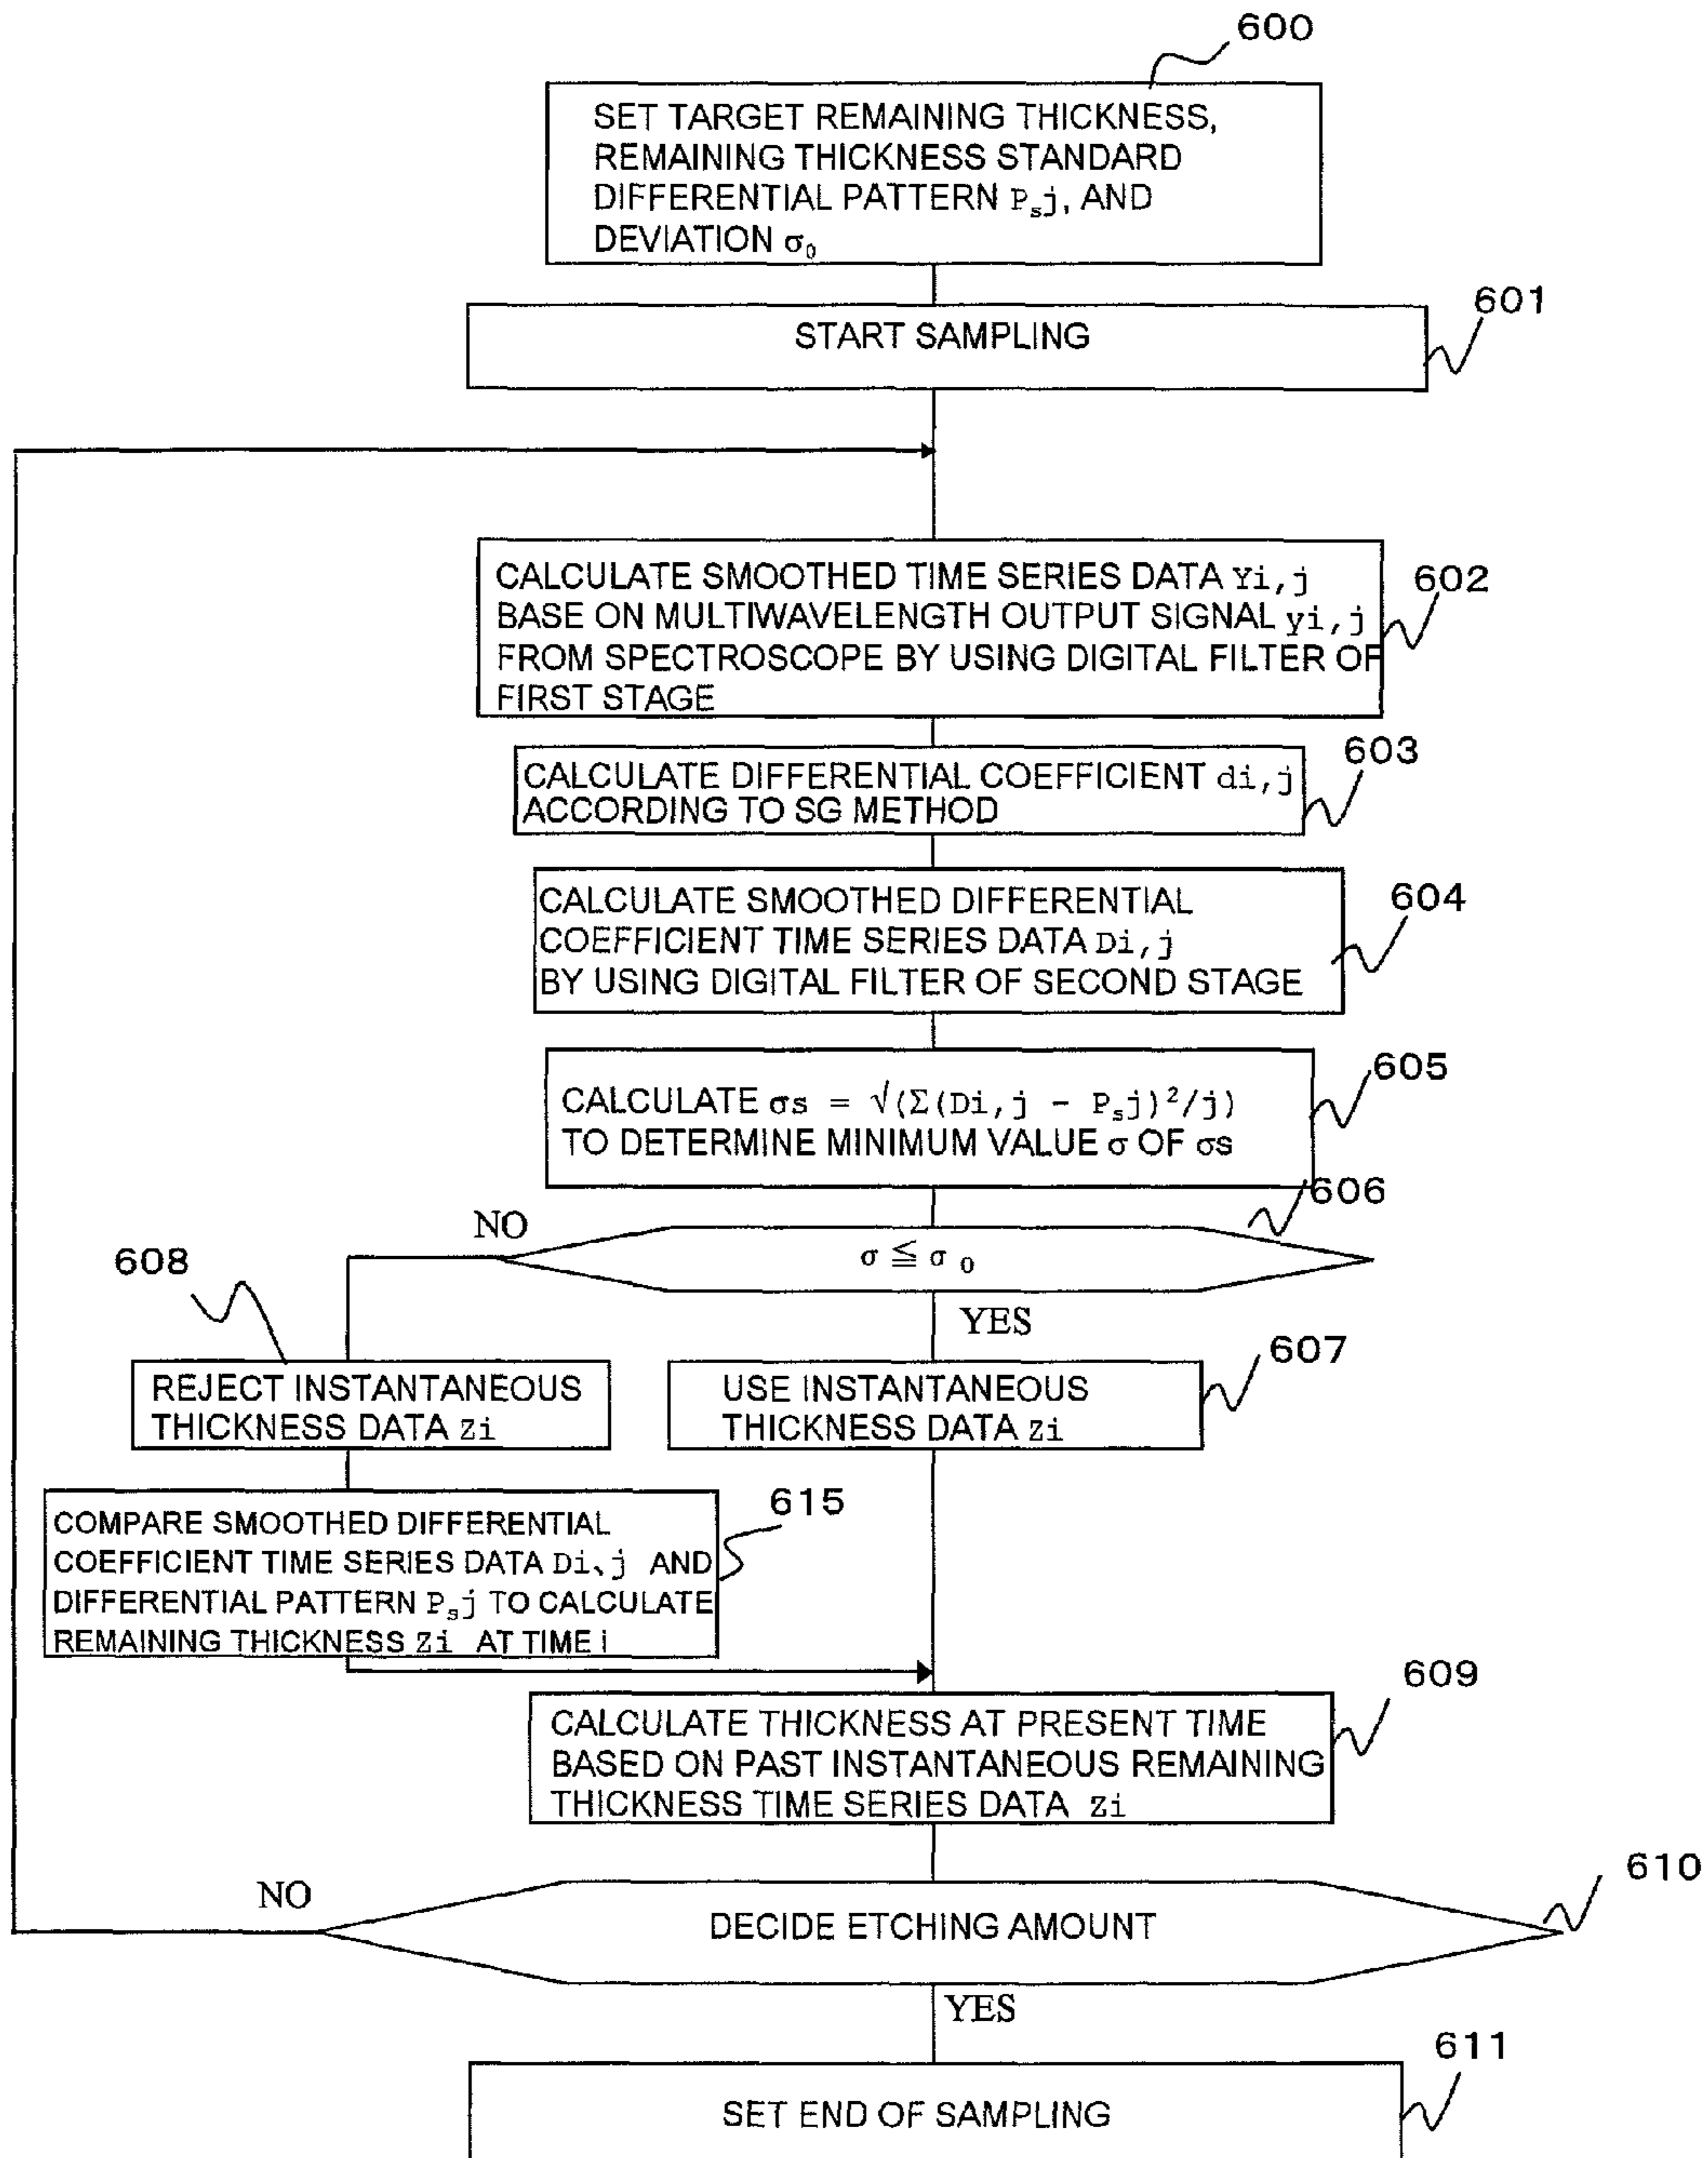 600
SET TARGET REMAINING THICKNESS,
REMAINING THICKNESS STANDARD
DIFFERENTIAL PATTERN Psj, AND
DEVIATION σ0
601
START SAMPLING
602
CALCULATE SMOOTHED TIME SERIES DATA Yi,j
BASE ON MULTIWAVELENGTH OUTPUT SIGNAL yi,j
FROM SPECTROSCOPE BY USING DIGITAL FILTER OF
FIRST STAGE
603
CALCULATE DIFFERENTIAL COEFFICIENT di,j
ACCORDING TO SG METHOD
604
CALCULATE SMOOTHED DIFFERENTIAL
COEFFICIENT TIME SERIES DATA Di,j
BY USING DIGITAL FILTER OF SECOND STAGE
605
CALCULATE σs = √(Σ(Di,j - Psj)²/j)
TO DETERMINE MINIMUM VALUE σ OF σs
606
NO
σ ≦ σ 0
608
YES
607
REJECT INSTANTANEOUS
THICKNESS DATA Zi
USE INSTANTANEOUS
THICKNESS DATA Zi
615
COMPARE SMOOTHED DIFFERENTIAL
COEFFICIENT TIME SERIES DATA Di、j AND
DIFFERENTIAL PATTERN Psj TO CALCULATE
REMAINING THICKNESS Zi AT TIME i
609
CALCULATE THICKNESS AT PRESENT TIME
BASED ON PAST INSTANTANEOUS REMAINING
THICKNESS TIME SERIES DATA Zi
610
NO
DECIDE ETCHING AMOUNT
YES
611
SET END OF SAMPLING